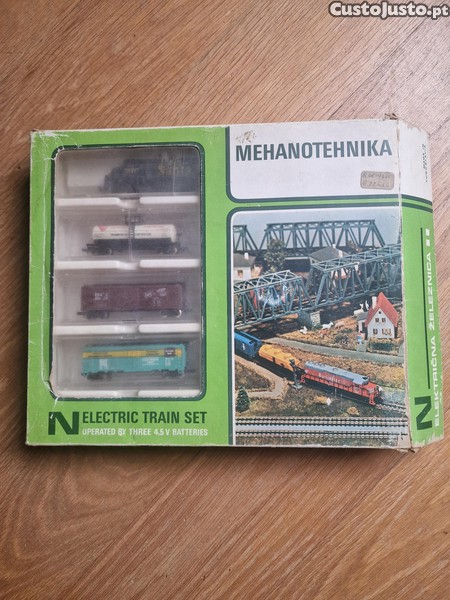 CustoJusto.pt
MEHANOTEHNIKA
N ELECTRIC TRAIN SET
OPERATED BY THREE 4.5 V BATTERIES
N ELEKTRIČNA ŽELEZNICA